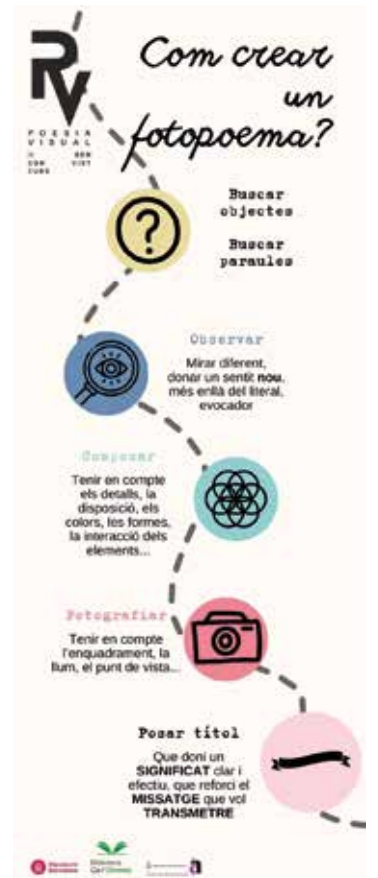 RV
POESIA
VISUAL
Com crear
un
fotopoema?
Buscar
objectes
Buscar
paraules
Observar
Mirar diferent,
donar un sentit nou,
més enllà del literal,
evocador
Composar
Tenir en compte
els detalls, la
disposició, els
colors, les formes,
la interacció dels
elements...
Fotografiar
Tenir en compte
l'enquadrament, la
llum, el punt de vista...
Posar títol
Que doni un
SIGNIFICAT clar i
efectiu, que reforci el
MISSATGE que vol
TRANSMETRE